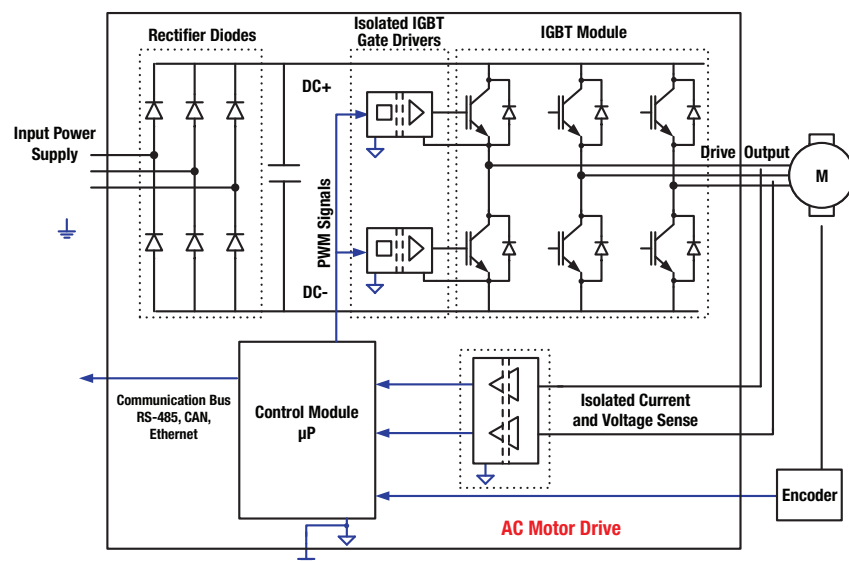 Rectifier Diodes
Isolated IGBT
Gate Drivers
IGBT Module
DC+
Input Power
Supply
PWM Signals
Drive Output
M
DC-
Communication Bus
RS-485, CAN,
Ethernet
Control Module
µP
Isolated Current
and Voltage Sense
Encoder
AC Motor Drive